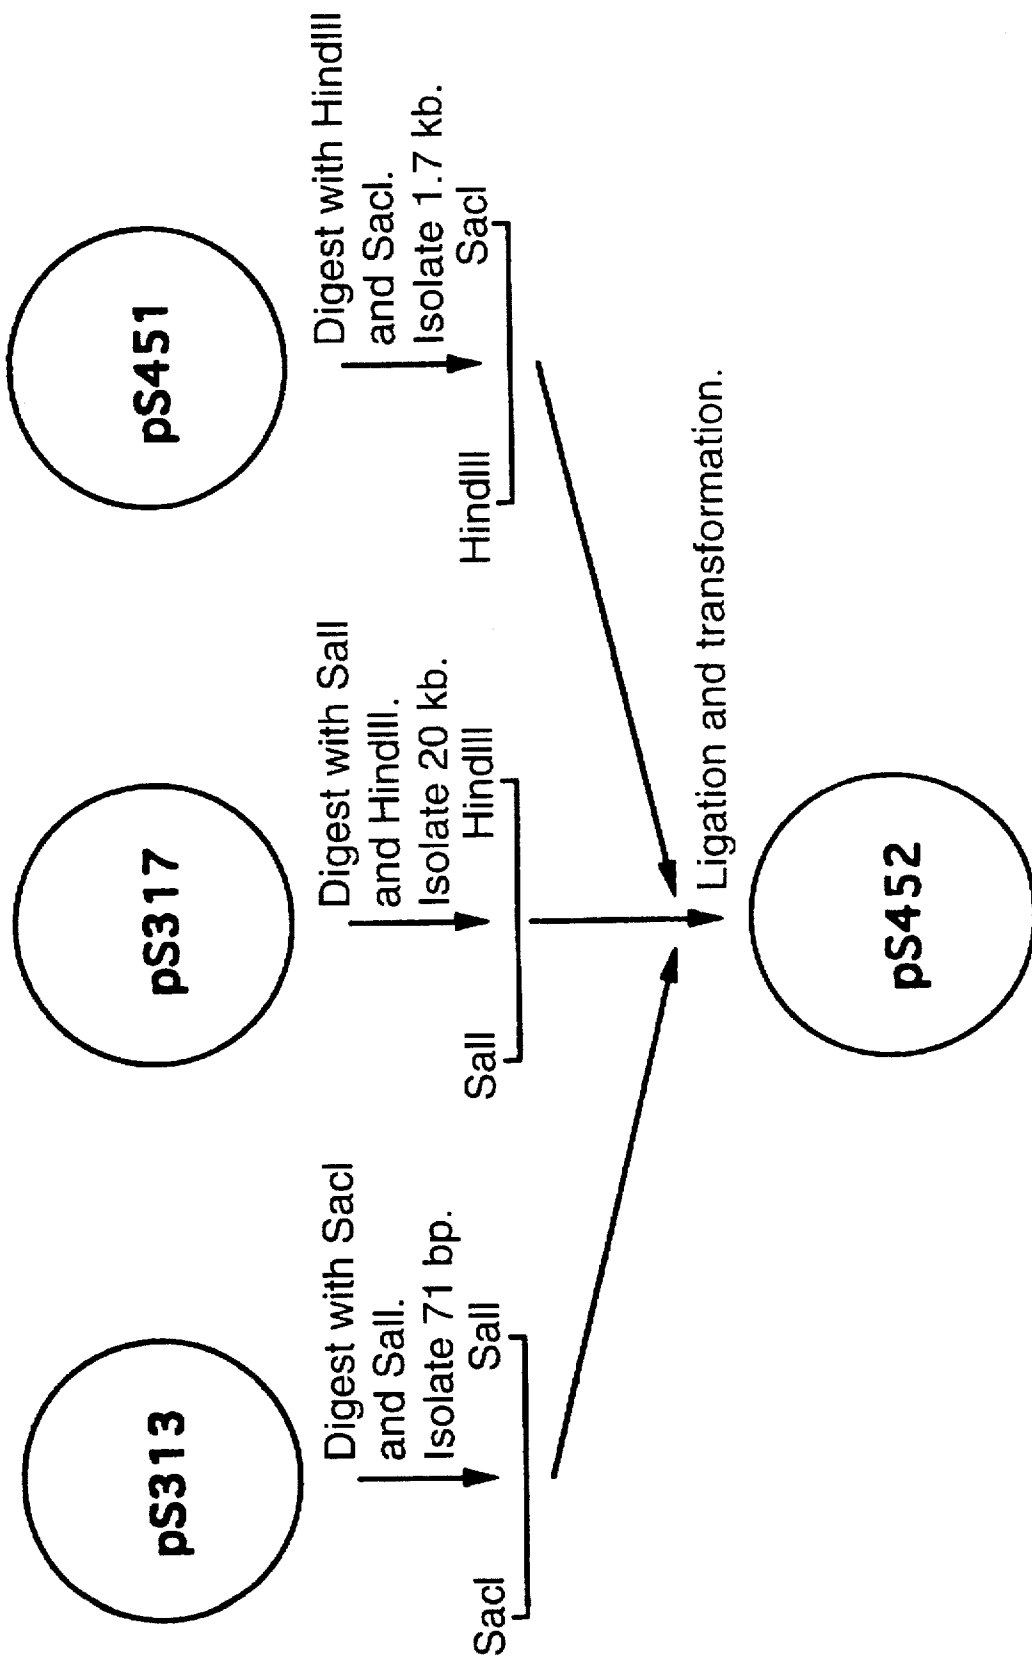 pS313
Digest with SacI
and SalI.
Isolate 71 bp.
SacI
SalI
pS317
Digest with SalI
and HindIII.
Isolate 20 kb.
SalI
HindIII
pS451
Digest with HindIII
and SacI.
Isolate 1.7 kb.
HindIII
SacI
Ligation and transformation.
pS452